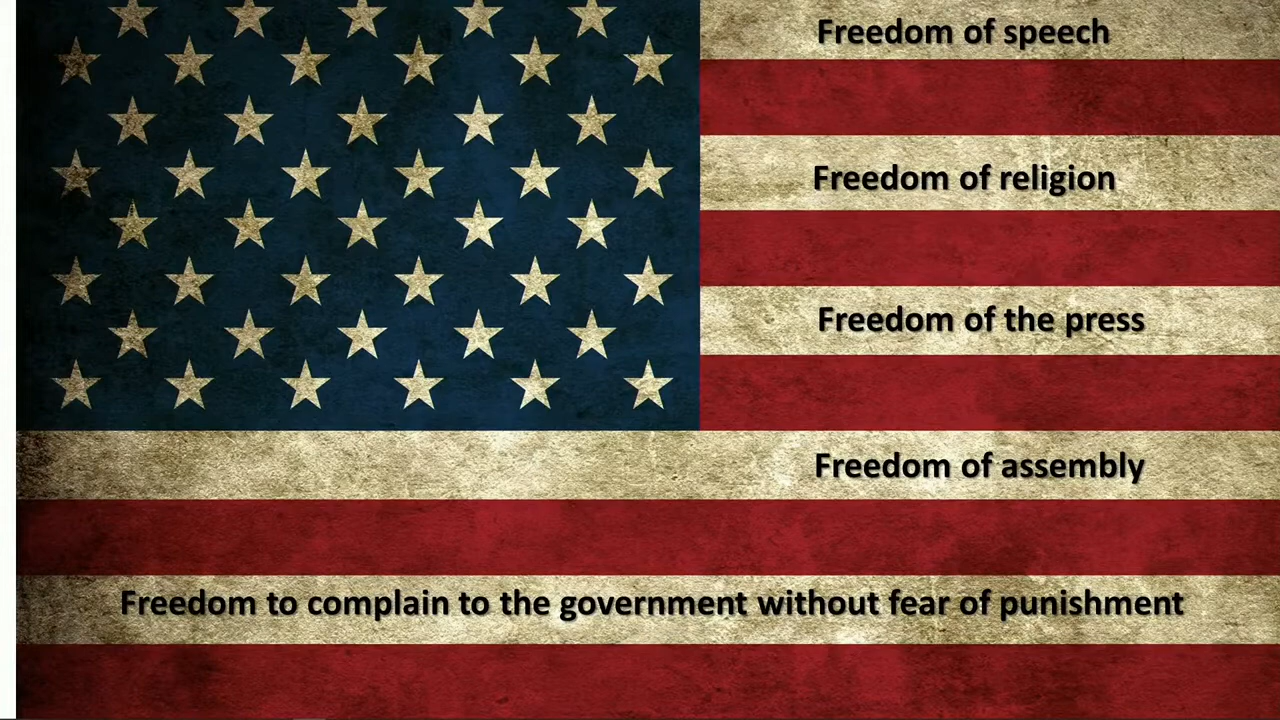 Freedom of speech
Freedom of religion
Freedom of the press
Freedom of assembly
Freedom to complain to the government without fear of punishment